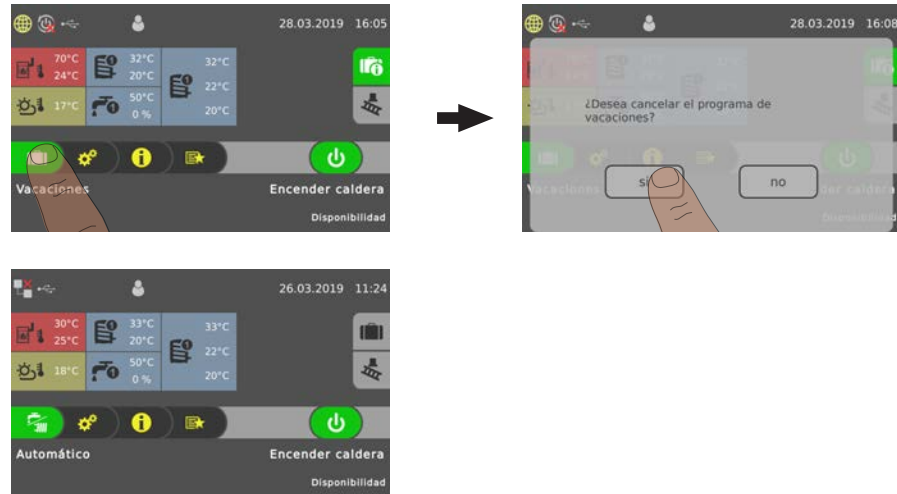 28.03.2019 16:05
70°C
24°C
32°C
20°C
32°C
22°C
20°C
17°C
50°C
0 %
Vacaciones
Encender caldera
Disponibilidad
28.03.2019 16:08
¿Desea cancelar el programa de
vacaciones?
si
no
26.03.2019 11:24
30°C
25°C
33°C
20°C
33°C
22°C
20°C
18°C
50°C
0 %
Automático
Encender caldera
Disponibilidad